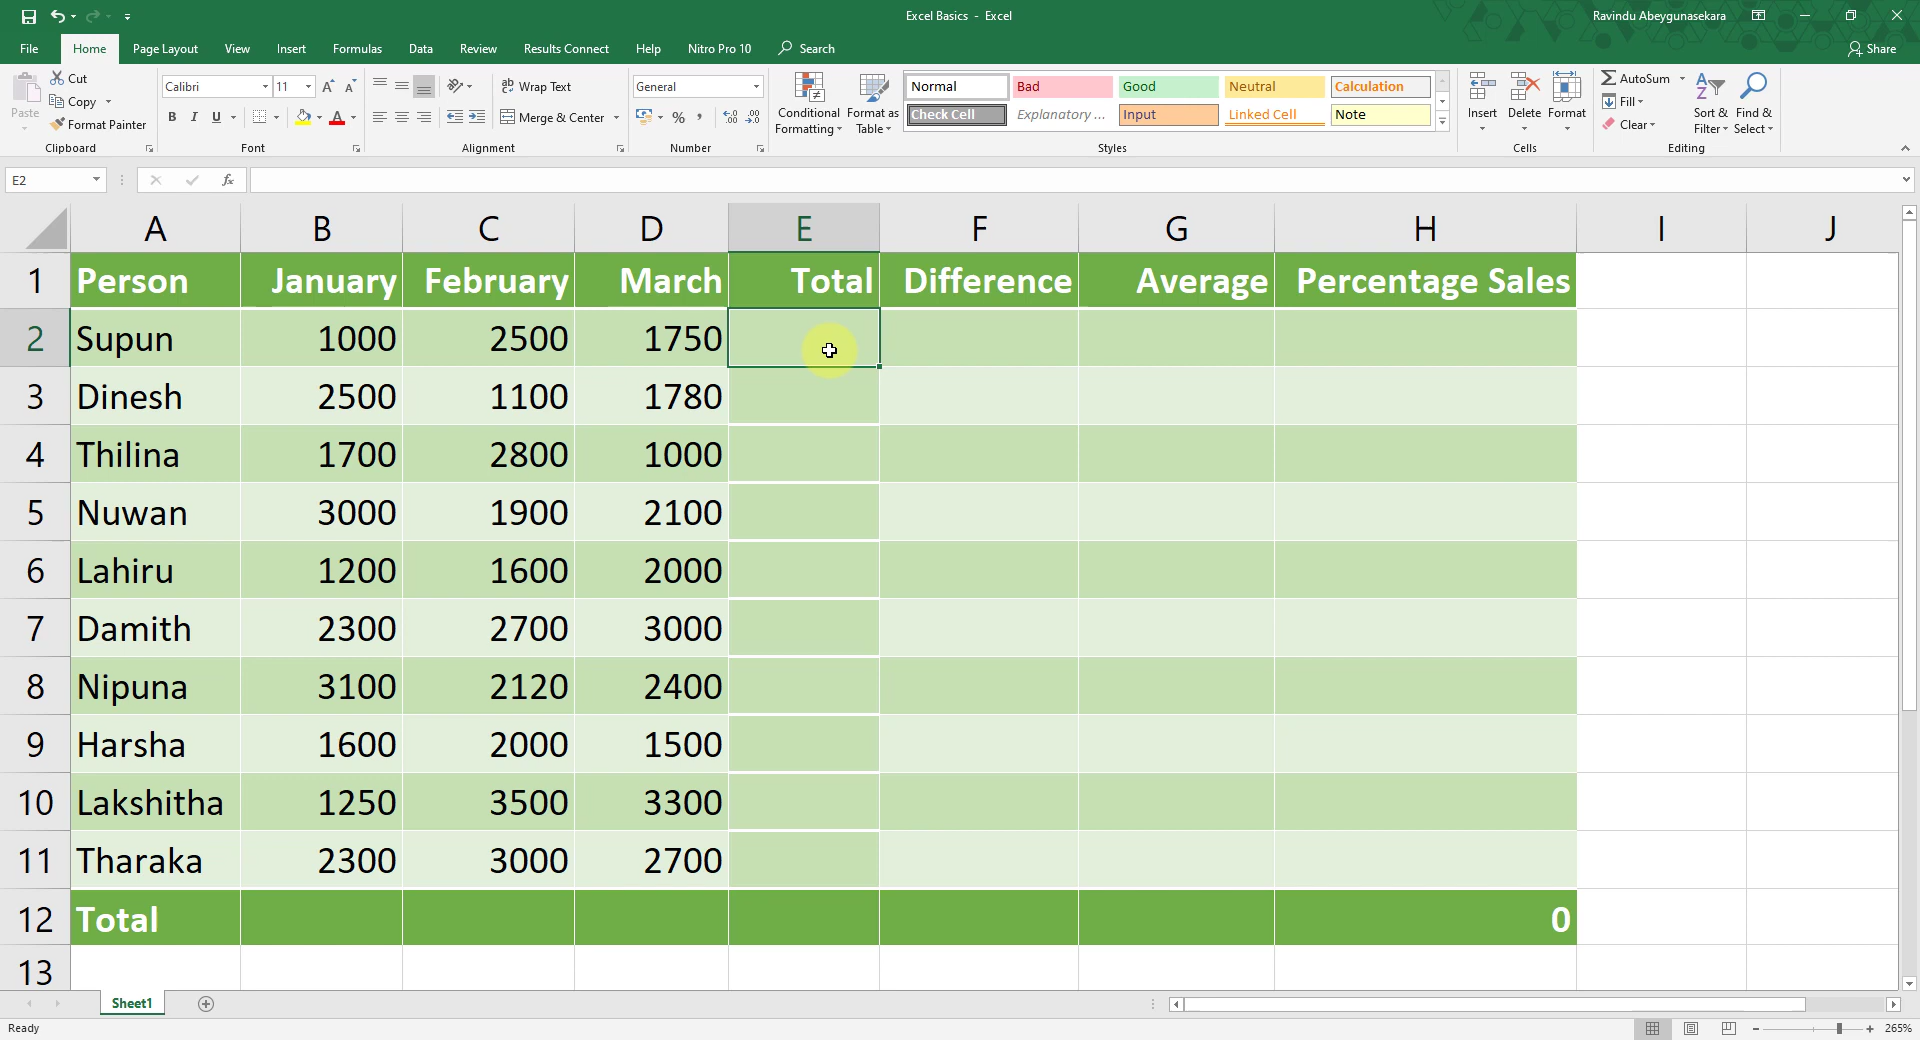 Excel Basics - Excel
Ravindu Abeygunasekara
File Home Page Layout View Insert Formulas Data Review Results Connect Help Nitro Pro 10 Search Share
Paste Cut
Copy
Format Painter
Clipboard
Calibri 11 A A
B I U A
Font
Wrap Text
Merge & Center
Alignment
General
% ,
Number
Conditional
Formatting
Format as
Table
Normal Bad Good Neutral Calculation
Check Cell Explanatory ... Input Linked Cell Note
Styles
Insert Delete Format
Cells
AutoSum
Fill
Clear
Sort &
Filter
Find &
Select
Editing
E2 fx
A B C D E F G H I J
1 Person January February March Total Difference Average Percentage Sales
2 Supun 1000 2500 1750
3 Dinesh 2500 1100 1780
4 Thilina 1700 2800 1000
5 Nuwan 3000 1900 2100
6 Lahiru 1200 1600 2000
7 Damith 2300 2700 3000
8 Nipuna 3100 2120 2400
9 Harsha 1600 2000 1500
10 Lakshitha 1250 3500 3300
11 Tharaka 2300 3000 2700
12 Total 0
13
Sheet1
Ready 265%